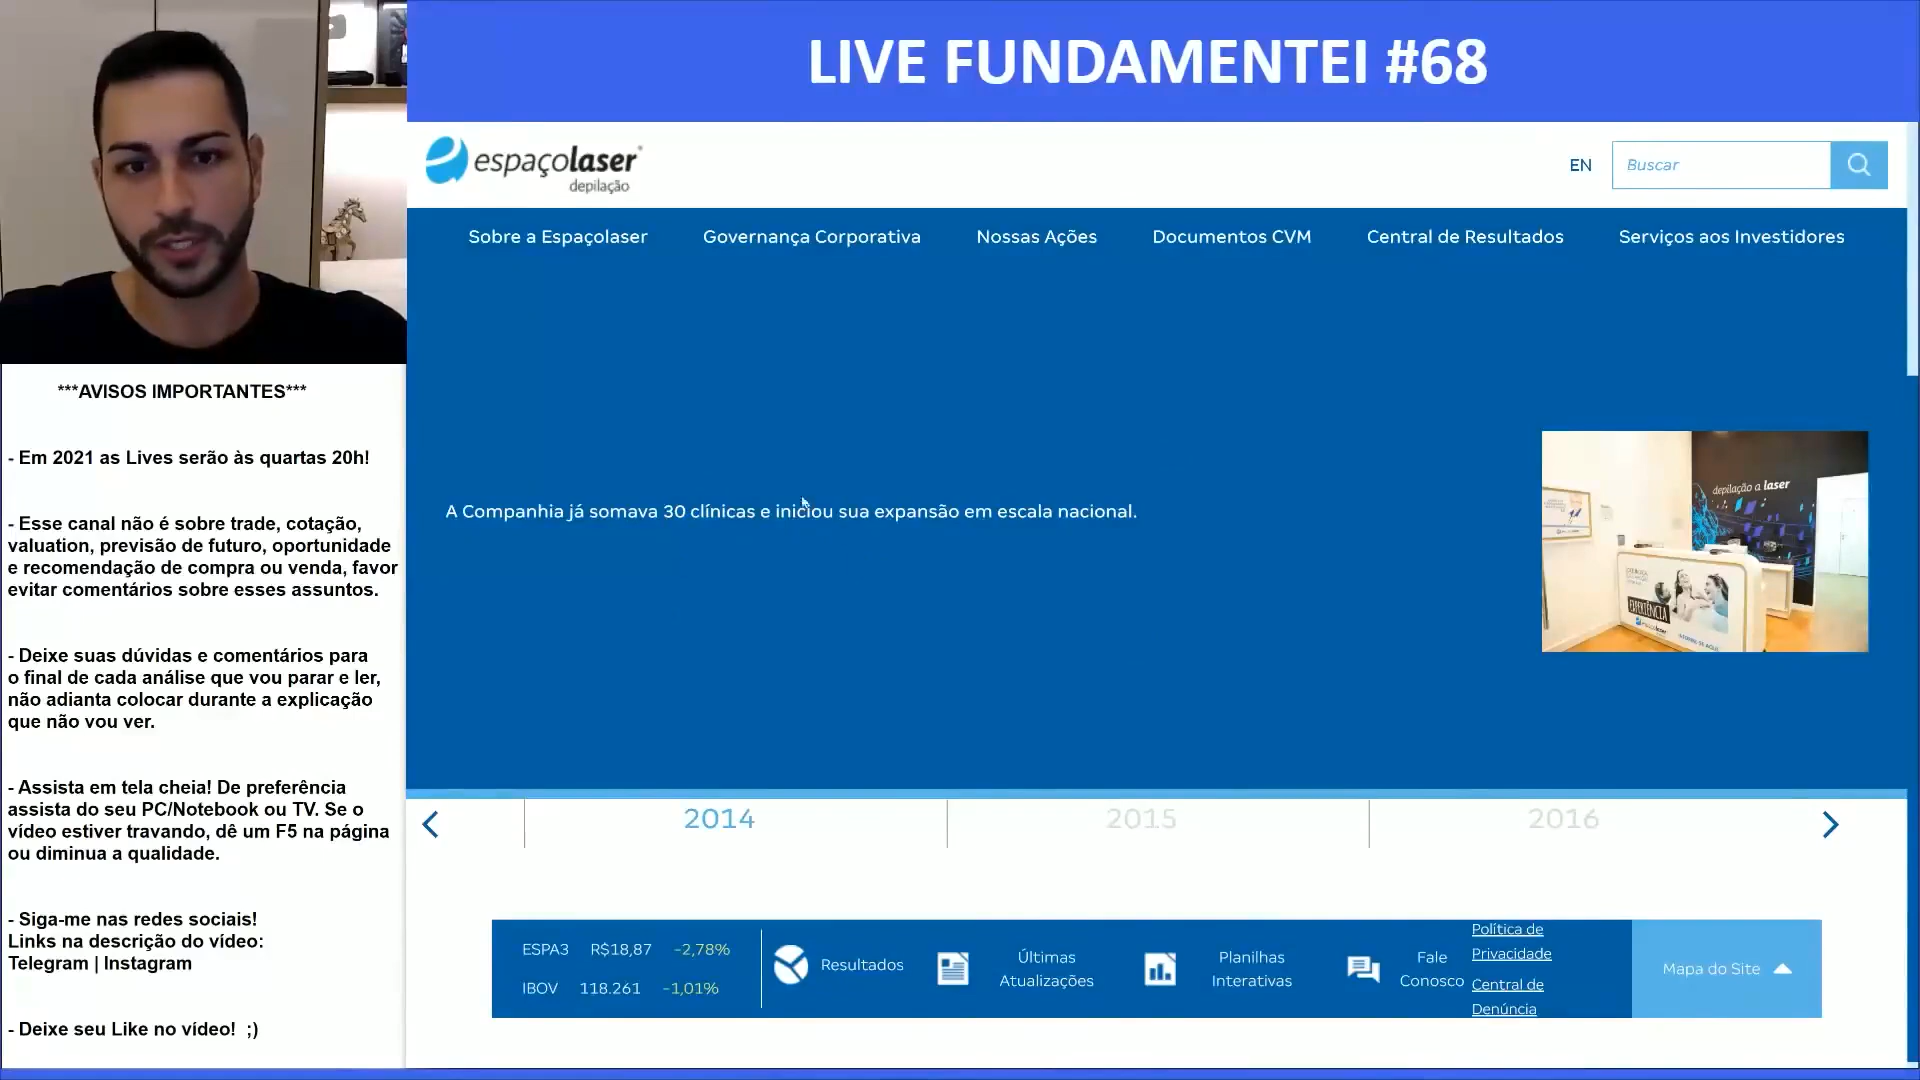 LIVE FUNDAMENTEI #68
espaçolaser
depilação
EN
Buscar
Sobre a Espaçolaser
Governança Corporativa
Nossas Ações
Documentos CVM
Central de Resultados
Serviços aos Investidores
***AVISOS IMPORTANTES***
- Em 2021 as Lives serão às quartas 20h!
- Esse canal não é sobre trade, cotação,
valuation, previsão de futuro, oportunidade
e recomendação de compra ou venda, favor
evitar comentários sobre esses assuntos.
- Deixe suas dúvidas e comentários para
o final de cada análise que vou parar e ler,
não adianta colocar durante a explicação
que não vou ver.
- Assista em tela cheia! De preferência
assista do seu PC/Notebook ou TV. Se o
vídeo estiver travando, dê um F5 na página
ou diminua a qualidade.
- Siga-me nas redes sociais!
Links na descrição do vídeo:
Telegram | Instagram
- Deixe seu Like no vídeo! ;)
A Companhia já somava 30 clínicas e iniciou sua expansão em escala nacional.
depilação a laser
EXPERIÊNCIA
espaçolaser
2014
2015
2016
ESPA3 R$18,87 -2,78%
IBOV 118.261 -1,01%
Resultados
Últimas
Atualizações
Planilhas
Interativas
Fale
Conosco
Política de
Privacidade
Central de
Denúncia
Mapa do Site